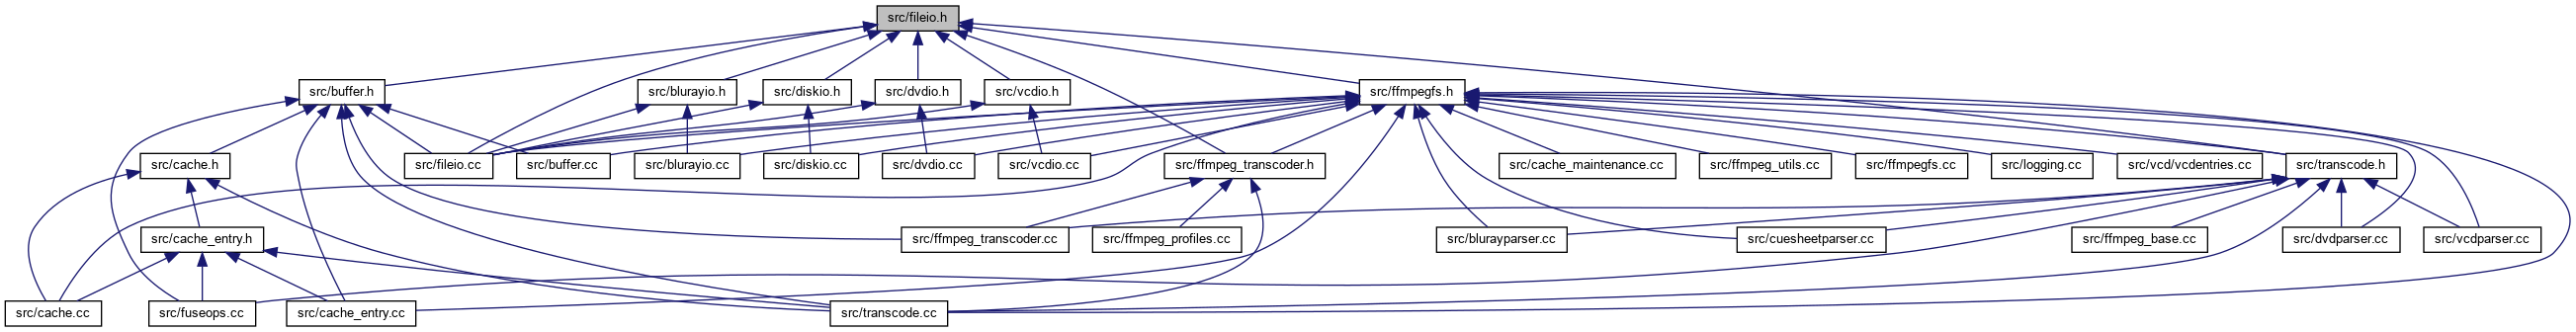 src/fileio.h
src/buffer.h
src/blurayio.h
src/diskio.h
src/dvdio.h
src/vcdio.h
src/ffmpegfs.h
src/cache.h
src/fileio.cc
src/buffer.cc
src/blurayio.cc
src/diskio.cc
src/dvdio.cc
src/vcdio.cc
src/ffmpeg_transcoder.h
src/cache_maintenance.cc
src/ffmpeg_utils.cc
src/ffmpegfs.cc
src/logging.cc
src/vcd/vcdentries.cc
src/transcode.h
src/cache_entry.h
src/ffmpeg_transcoder.cc
src/ffmpeg_profiles.cc
src/blurayparser.cc
src/cuesheetparser.cc
src/ffmpeg_base.cc
src/dvdparser.cc
src/vcdparser.cc
src/cache.cc
src/fuseops.cc
src/cache_entry.cc
src/transcode.cc